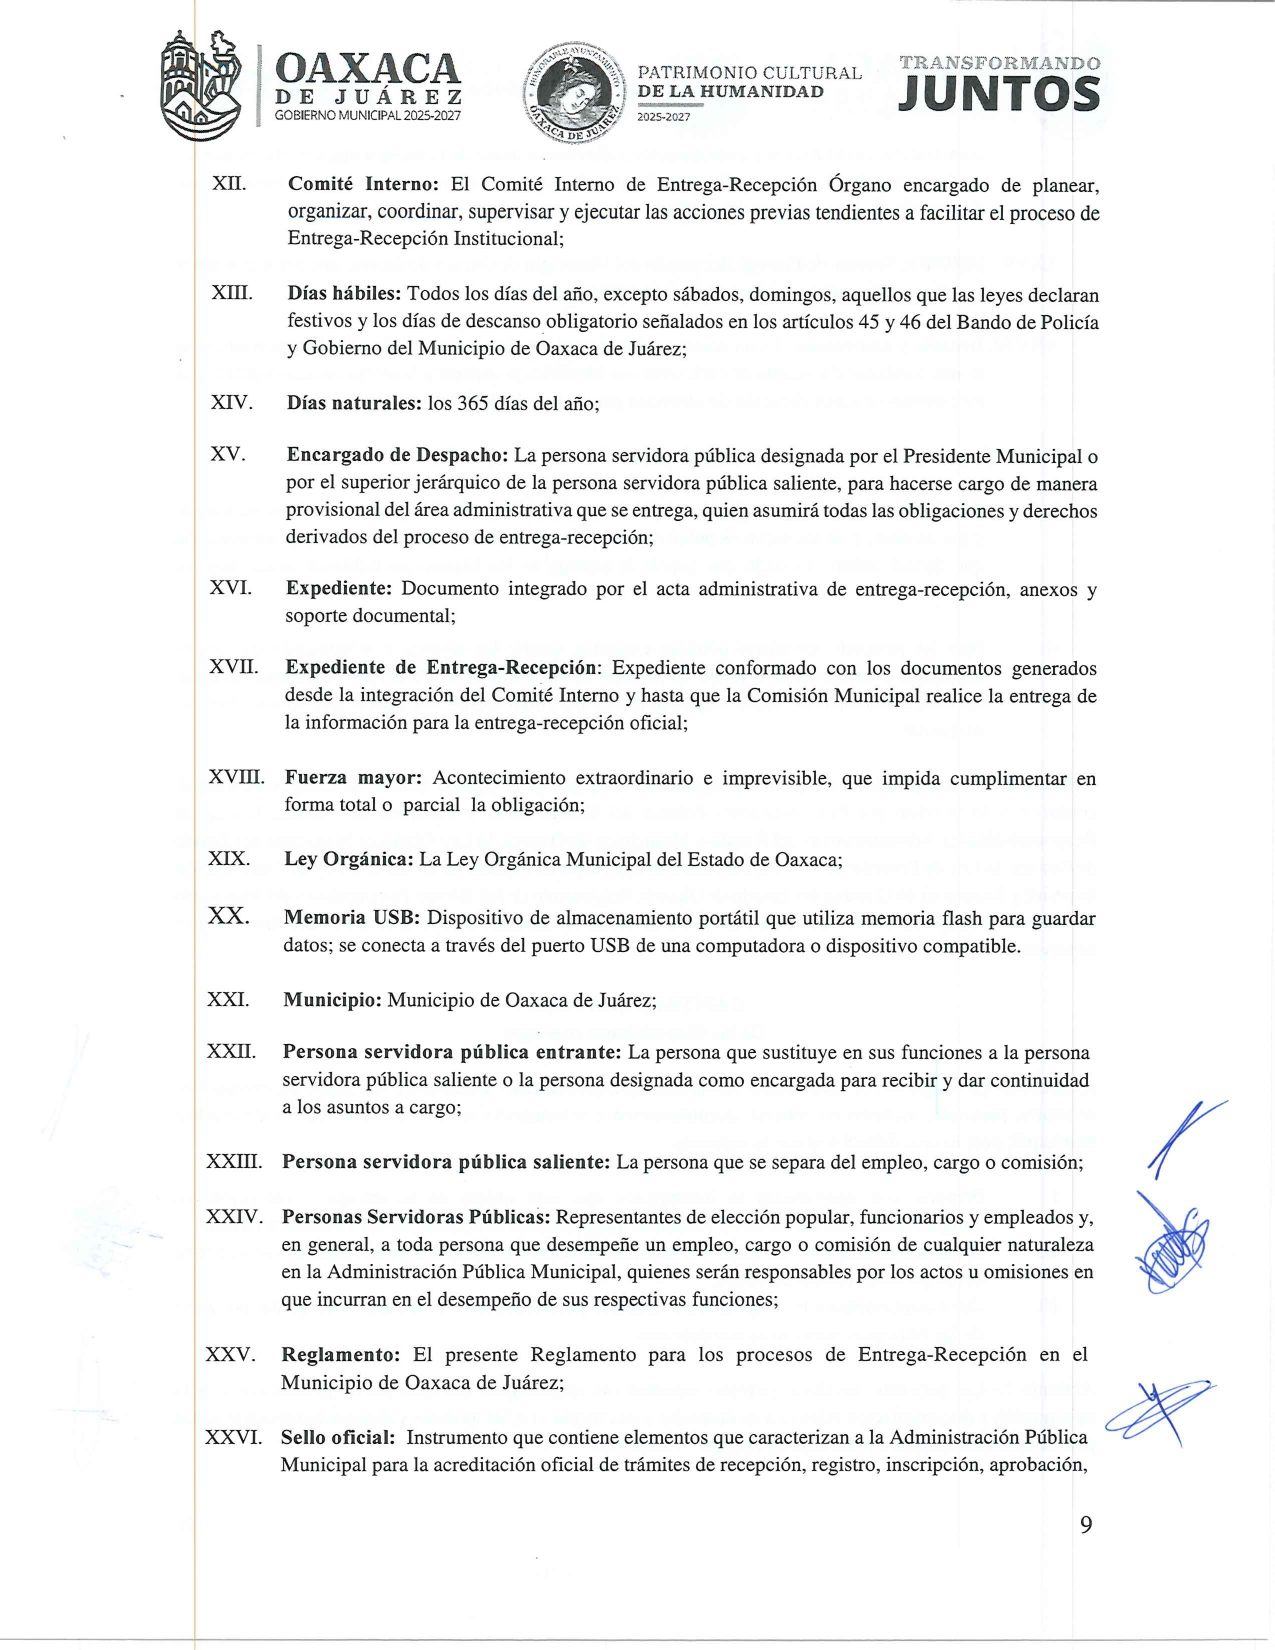 OAXACA
DE JUÁREZ
GOBIERNO MUNICIPAL 2025-2027
HONORABLE AYUNTAMIENTO
OAXACA DE JUÁREZ
PATRIMONIO CULTURAL
DE LA HUMANIDAD
2025-2027
TRANSFORMANDO
JUNTOS
XII. Comité Interno: El Comité Interno de Entrega-Recepción Órgano encargado de planear,
organizar, coordinar, supervisar y ejecutar las acciones previas tendientes a facilitar el proceso de
Entrega-Recepción Institucional;
XIII. Días hábiles: Todos los días del año, excepto sábados, domingos, aquellos que las leyes declaran
festivos y los días de descanso obligatorio señalados en los artículos 45 y 46 del Bando de Policía
y Gobierno del Municipio de Oaxaca de Juárez;
XIV. Días naturales: los 365 días del año;
XV. Encargado de Despacho: La persona servidora pública designada por el Presidente Municipal o
por el superior jerárquico de la persona servidora pública saliente, para hacerse cargo de manera
provisional del área administrativa que se entrega, quien asumirá todas las obligaciones y derechos
derivados del proceso de entrega-recepción;
XVI. Expediente: Documento integrado por el acta administrativa de entrega-recepción, anexos y
soporte documental;
XVII. Expediente de Entrega-Recepción: Expediente conformado con los documentos generados
desde la integración del Comité Interno y hasta que la Comisión Municipal realice la entrega de
la información para la entrega-recepción oficial;
XVIII. Fuerza mayor: Acontecimiento extraordinario e imprevisible, que impida cumplimentar en
forma total o parcial la obligación;
XIX. Ley Orgánica: La Ley Orgánica Municipal del Estado de Oaxaca;
XX. Memoria USB: Dispositivo de almacenamiento portátil que utiliza memoria flash para guardar
datos; se conecta a través del puerto USB de una computadora o dispositivo compatible.
XXI. Municipio: Municipio de Oaxaca de Juárez;
XXII. Persona servidora pública entrante: La persona que sustituye en sus funciones a la persona
servidora pública saliente o la persona designada como encargada para recibir y dar continuidad
a los asuntos a cargo;
XXIII. Persona servidora pública saliente: La persona que se separa del empleo, cargo o comisión;
XXIV. Personas Servidoras Públicas: Representantes de elección popular, funcionarios y empleados y,
en general, a toda persona que desempeñe un empleo, cargo o comisión de cualquier naturaleza
en la Administración Pública Municipal, quienes serán responsables por los actos u omisiones en
que incurran en el desempeño de sus respectivas funciones;
XXV. Reglamento: El presente Reglamento para los procesos de Entrega-Recepción en el
Municipio de Oaxaca de Juárez;
XXVI. Sello oficial: Instrumento que contiene elementos que caracterizan a la Administración Pública
Municipal para la acreditación oficial de trámites de recepción, registro, inscripción, aprobación,
9